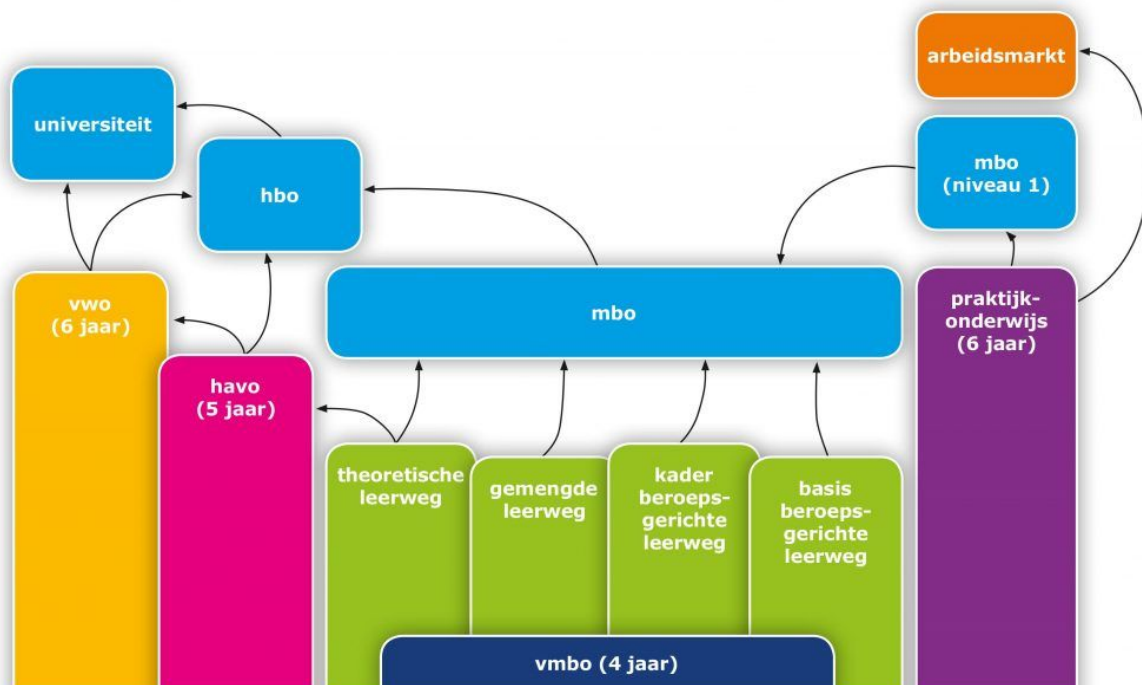 arbeidsmarkt
universiteit
mbo
(niveau 1)
hbo
vwo
(6 jaar)
mbo
praktijk-
onderwijs
(6 jaar)
havo
(5 jaar)
theoretische
leerweg
gemengde
leerweg
kader
beroeps-
gerichte
leerweg
basis
beroeps-
gerichte
leerweg
vmbo (4 jaar)